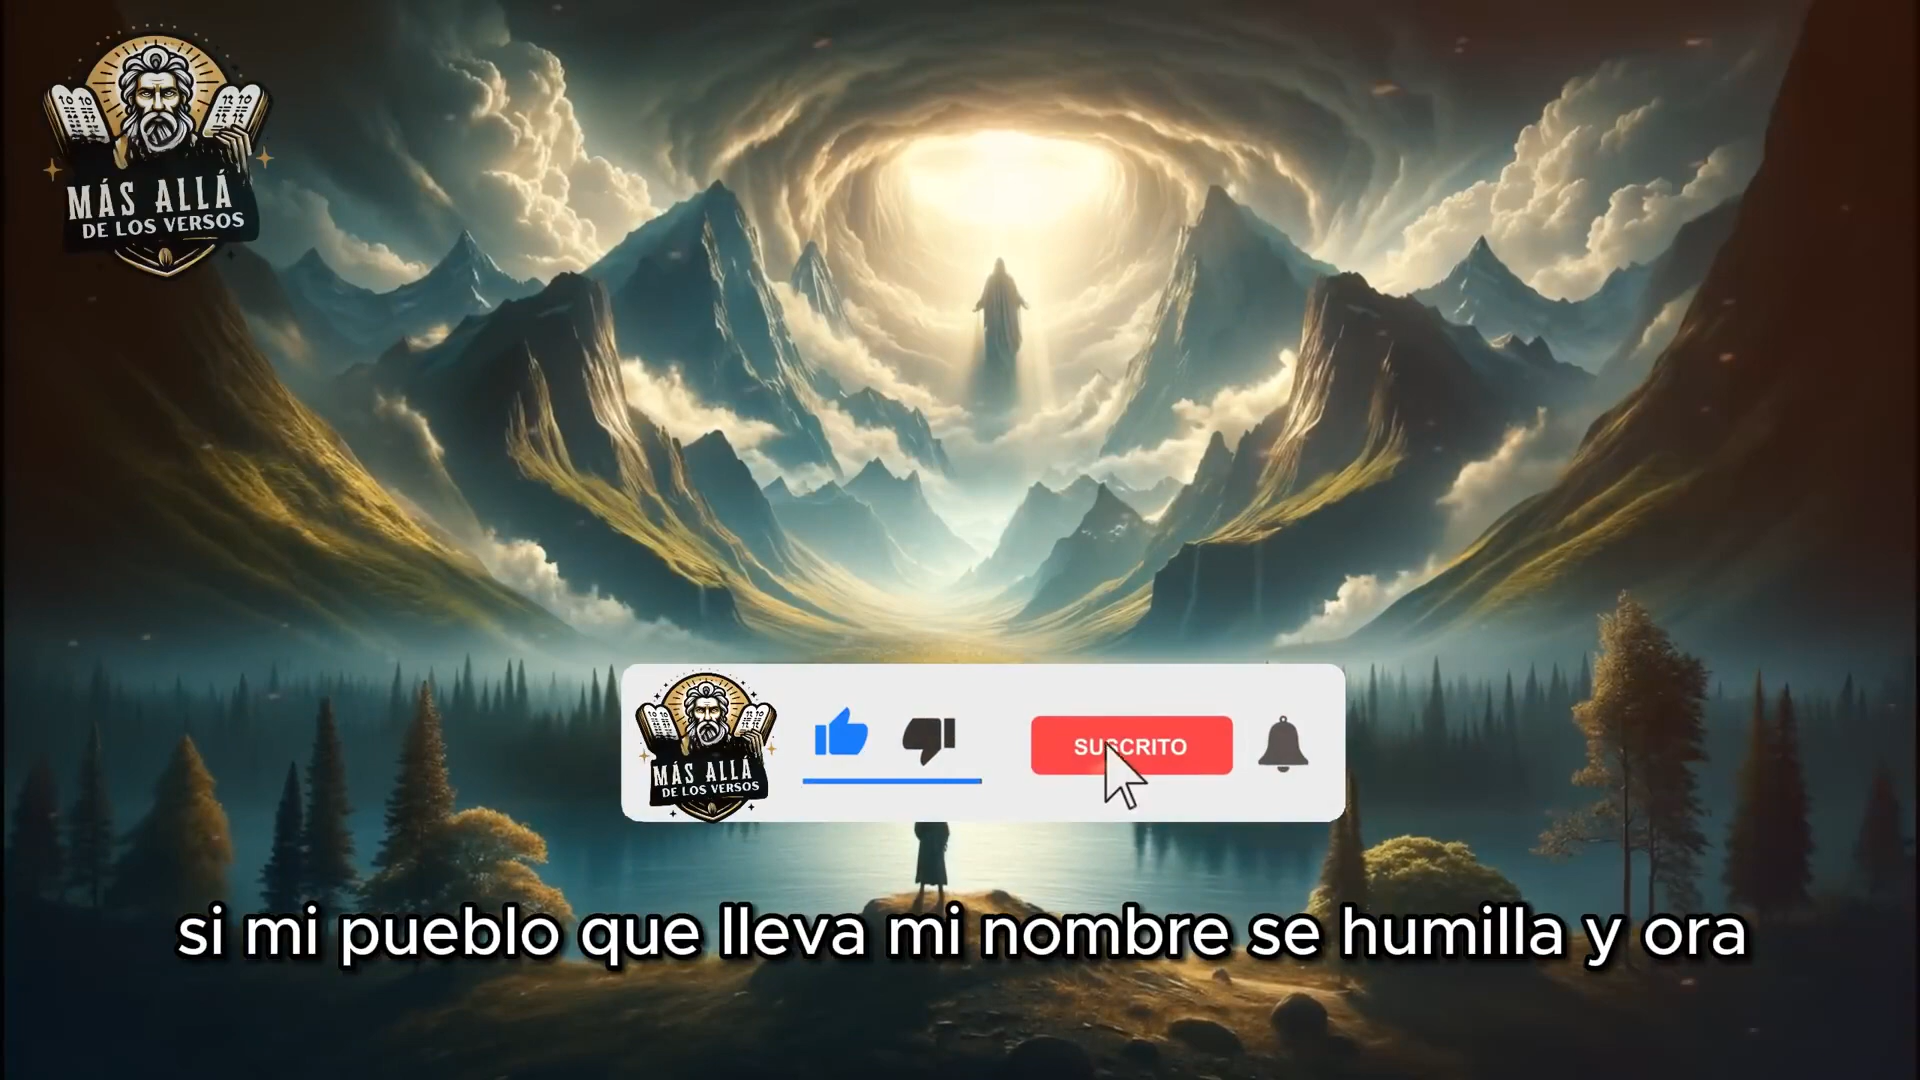 MÁS ALLÁ
DE LOS VERSOS
MÁS ALLÁ
DE LOS VERSOS
SUSCRITO
si mi pueblo que lleva mi nombre se humilla y ora